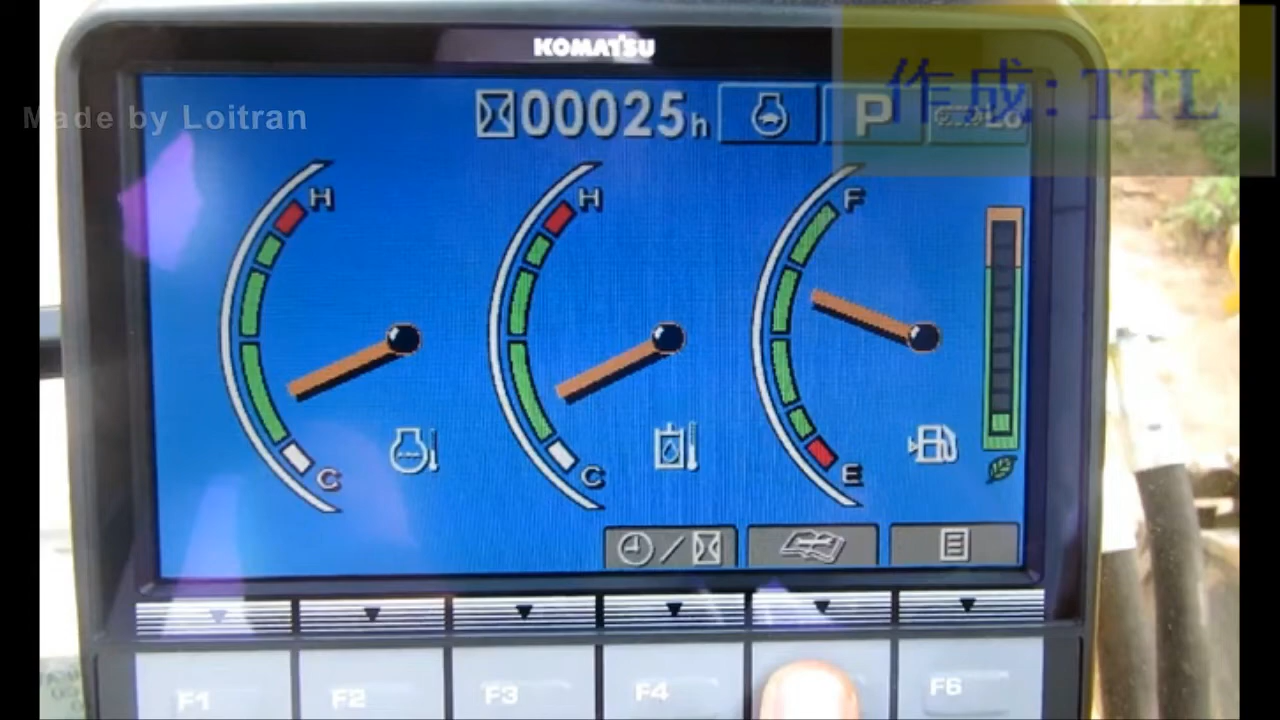 KOMATSU
Made by Loitran
作成: TTL
00025h
P
H
H
F
C
C
E
F1
F2
F3
F4
F6